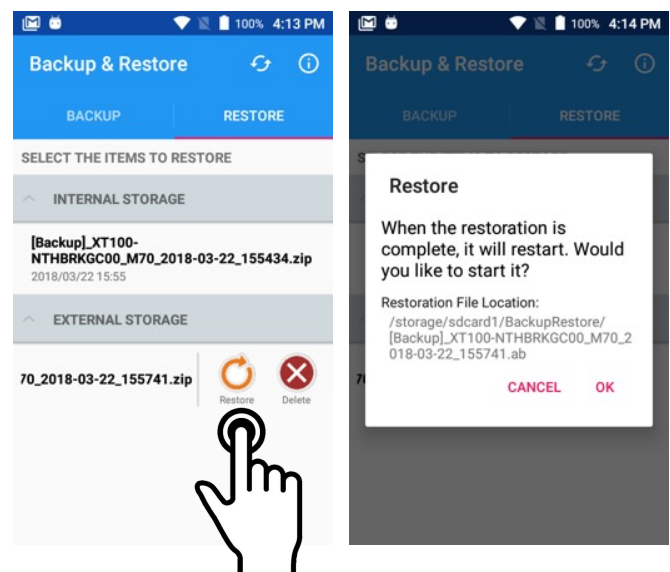 100% 4:13 PM
Backup & Restore
BACKUP RESTORE
SELECT THE ITEMS TO RESTORE
INTERNAL STORAGE
[Backup]_XT100-
NTHBRKGC00_M70_2018-03-22_155434.zip
2018/03/22 15:55
EXTERNAL STORAGE
70_2018-03-22_155741.zip
Restore Delete
100% 4:14 PM
Backup & Restore
BACKUP RESTORE
Restore
When the restoration is
complete, it will restart. Would
you like to start it?
Restoration File Location:
/storage/sdcard1/BackupRestore/
[Backup]_XT100-NTHBRKGC00_M70_2
018-03-22_155741.ab
CANCEL OK